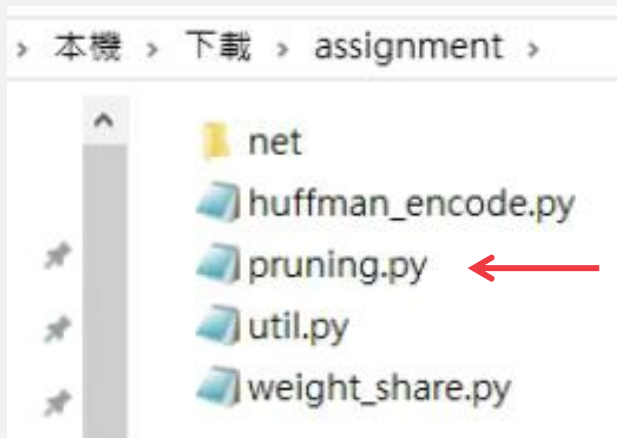 › 本機 › 下載 › assignment ›
net
huffman_encode.py
pruning.py
util.py
weight_share.py